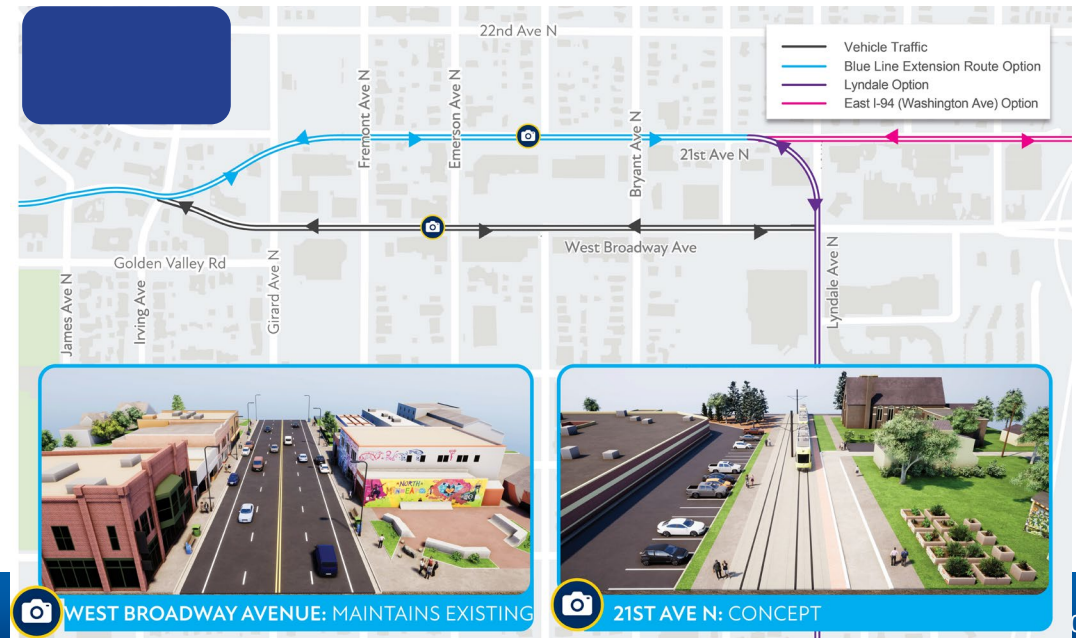 22nd Ave N
Vehicle Traffic
Blue Line Extension Route Option
Lyndale Option
East I-94 (Washington Ave) Option
Fremont Ave N
Emerson Ave N
Bryant Ave N
21st Ave N
West Broadway Ave
Golden Valley Rd
James Ave N
Irving Ave
Girard Ave N
Lyndale Ave N
WEST BROADWAY AVENUE: MAINTAINS EXISTING
21ST AVE N: CONCEPT